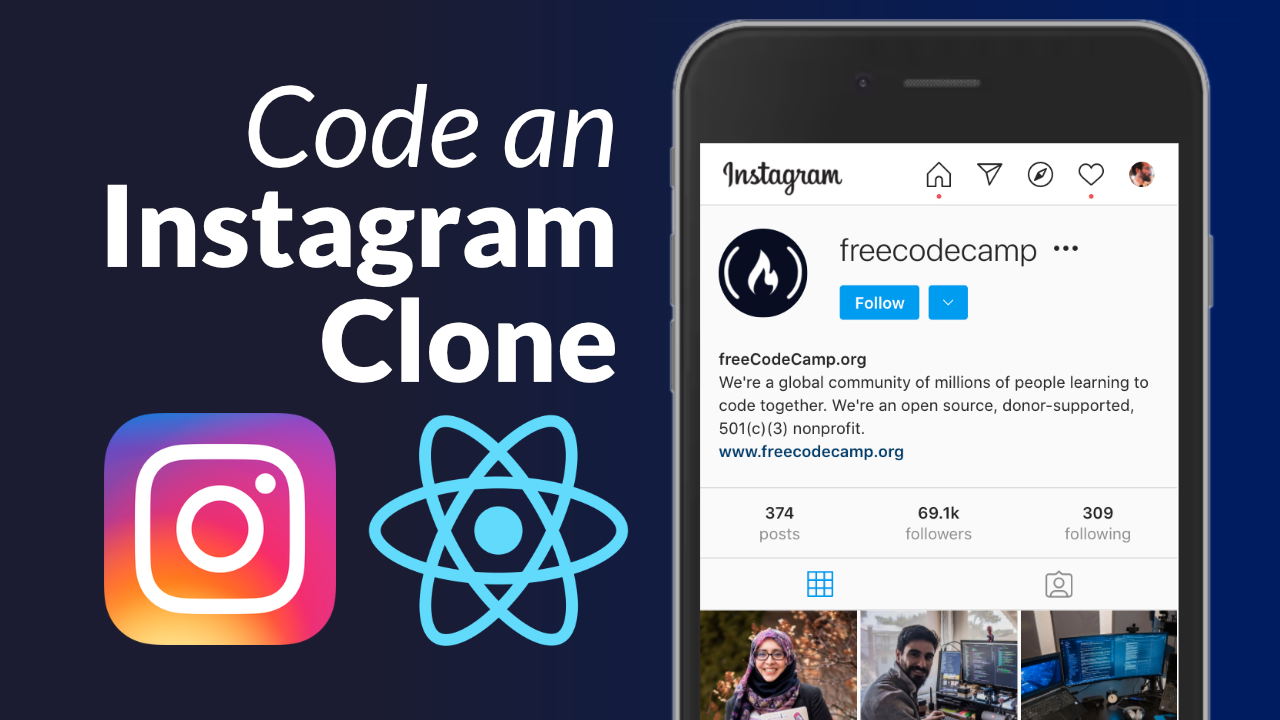 Code an
Instagram
Clone
Instagram
freecodecamp
Follow
freeCodeCamp.org
We're a global community of millions of people learning to
code together. We're an open source, donor-supported,
501(c)(3) nonprofit.
www.freecodecamp.org
374 69.1k 309
posts followers following